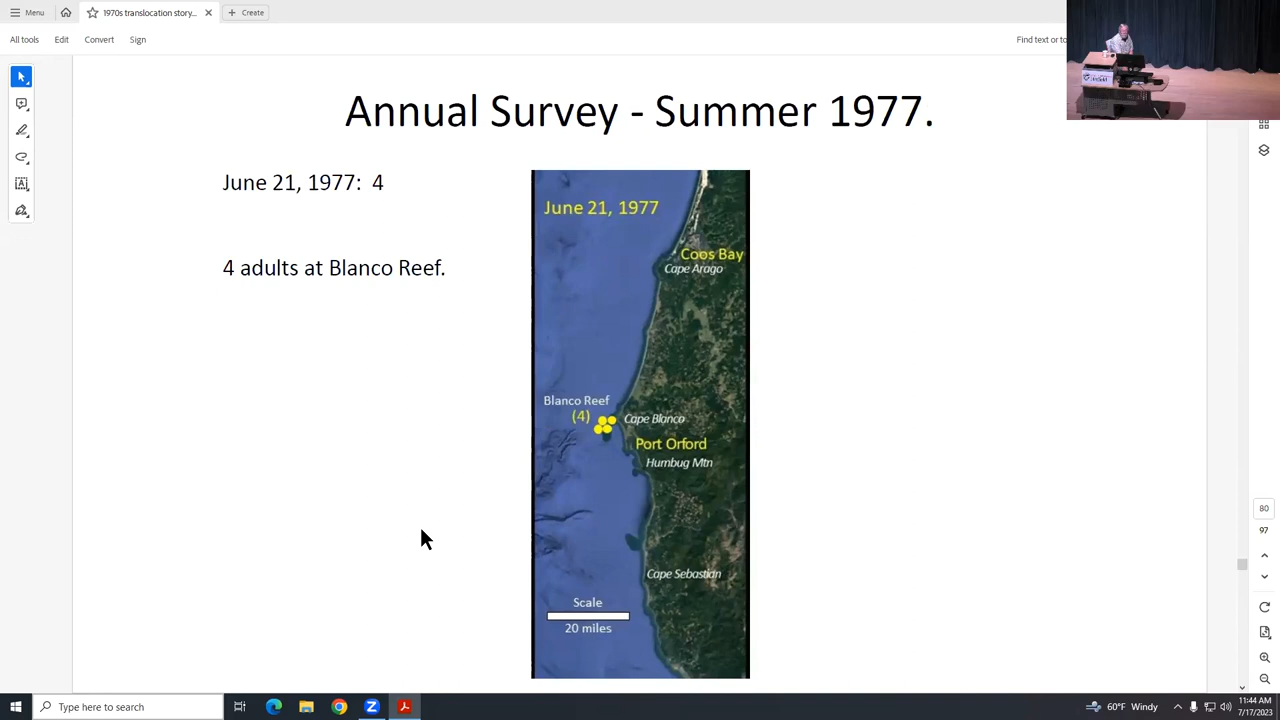 Menu
1970s translocation story...
Create
All tools
Edit
Convert
Sign
Find text or to
Annual Survey - Summer 1977.
June 21, 1977: 4
4 adults at Blanco Reef.
June 21, 1977
Coos Bay
Cape Arago
Blanco Reef
(4)
Cape Blanco
Port Orford
Humbug Mtn
Cape Sebastian
Scale
20 miles
80
97
Type here to search
60°F Windy
11:44 AM
7/17/2023